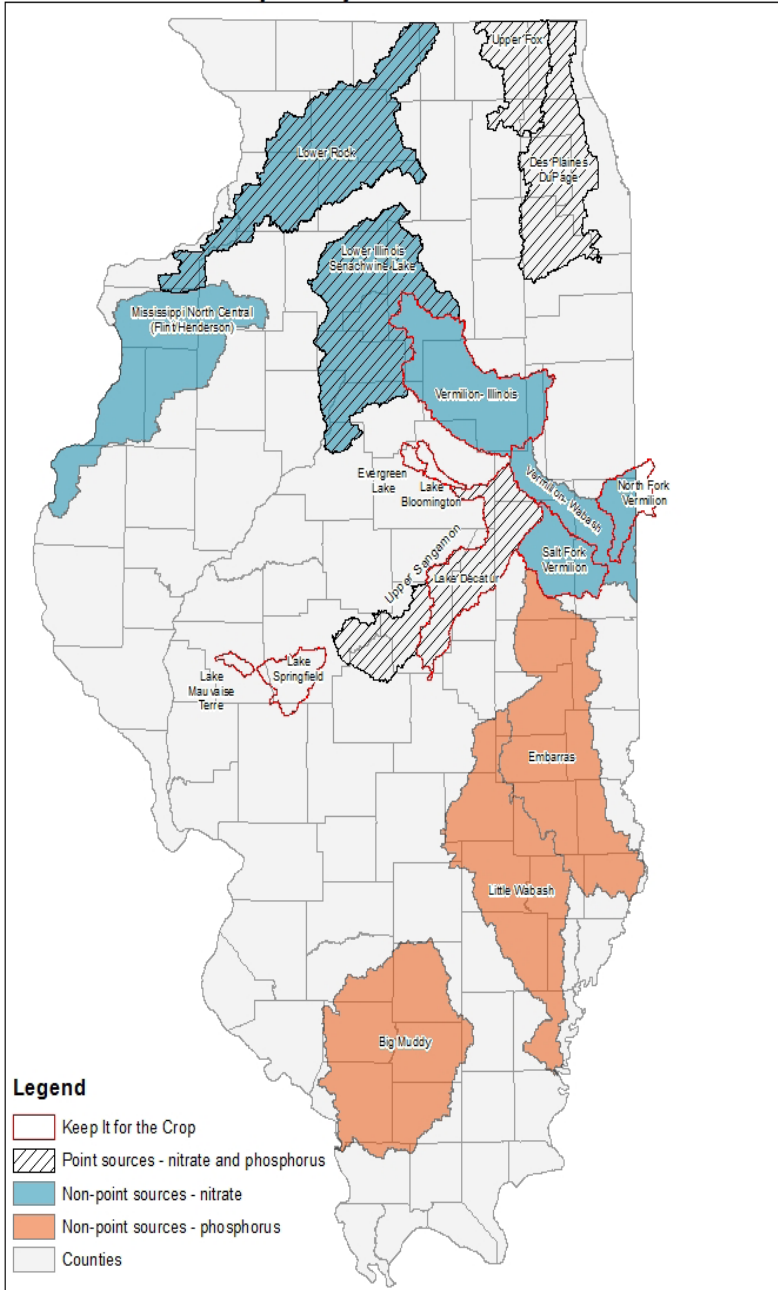 Upper Fox
Lower Rock
Des Plaines
DuPage
Lower Illinois
Senachwine Lake
Mississippi North Central
(Flint/Henderson)
Vermilion- Illinois
Evergreen
Lake
Lake
Bloomington
Vermilion- Wabash
North Fork
Vermilion
Salt Fork
Vermilion
Upper Sangamon
Lake Decatur
Lake
Mauvaise
Terre
Lake
Springfield
Embarras
Little Wabash
Big Muddy
Legend
Keep It for the Crop
Point sources - nitrate and phosphorus
Non-point sources - nitrate
Non-point sources - phosphorus
Counties